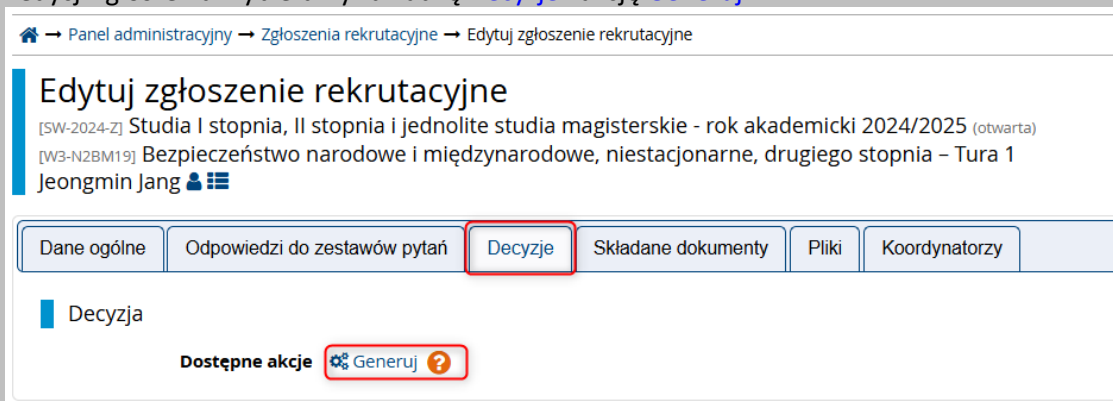 → Panel administracyjny → Zgłoszenia rekrutacyjne → Edytuj zgłoszenie rekrutacyjne
Edytuj zgłoszenie rekrutacyjne
[SW-2024-Z] Studia I stopnia, II stopnia i jednolite studia magisterskie - rok akademicki 2024/2025 (otwarta)
[W3-N2BM19] Bezpieczeństwo narodowe i międzynarodowe, niestacjonarne, drugiego stopnia – Tura 1
Jeongmin Jang
Dane ogólne Odpowiedzi do zestawów pytań Decyzje Składane dokumenty Pliki Koordynatorzy
Decyzja
Dostępne akcje Generuj ?